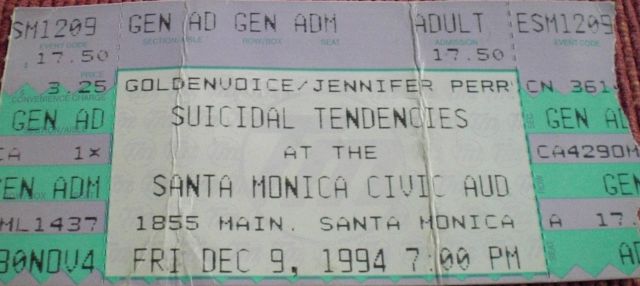 ESM1209 GEN AD GEN ADM ADULT ESM1209
EVENT CODE SECTION/AISLE ROW/BOX SEAT ADMISSION EVENT CODE
17.50 17.50
PRICE
3.25 GOLDENVOICE/JENNIFER PERR CN 361
CONVENIENCE CHARGE
GEN AD SUICIDAL TENDENCIES GEN AD
CA 1x AT THE CA4290M
EN ADM SANTA MONICA CIVIC AUD GEN
ML1437 1855 MAIN. SANTA MONICA A 17.
30NOV4 FRI DEC 9, 1994 7:00 PM AD